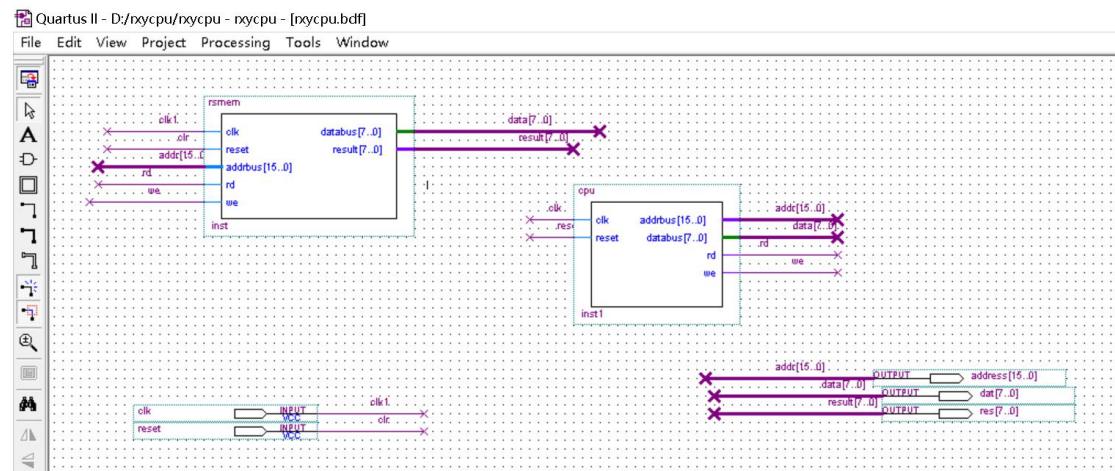 Quartus II - D:/rxycpu/rxycpu - rxycpu - [rxycpu.bdf]
File Edit View Project Processing Tools Window
rsmem
clk1
clk
databus[7..0]
data[7..0]
clr
reset
result[7..0]
result[7..0]
addr[15..0
addrbus[15..0]
rd
rd
we
we
inst
cpu
clk
clk
addrbus[15..0]
addr[15..0]
res
reset
databus[7..0]
data[7..0]
rd
rd
we
we
inst1
addr[15..0]
OUTPUT
address[15..0]
data[7..0]
OUTPUT
dat[7..0]
result[7..0]
OUTPUT
res[7..0]
clk
INPUT
VCC
clk1
reset
INPUT
VCC
clr